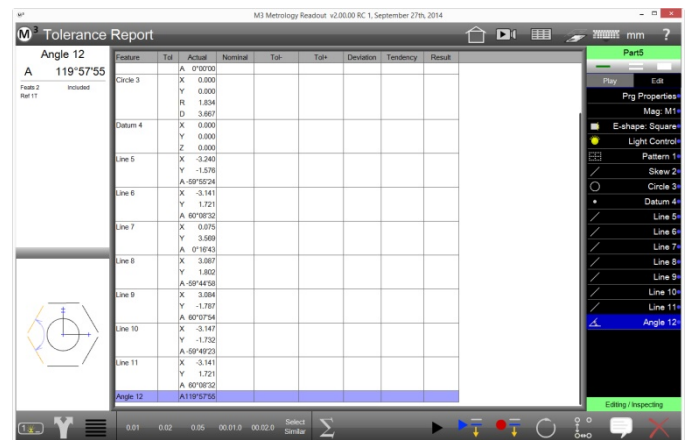 M³ M3 Metrology Readout v2.00.00 RC 1, September 27th, 2014
M³ Tolerance Report mm ?
Angle 12
A 119°57'55
Feats 2 Included
Ref 1T
Feature Tol Actual Nominal Tol- Tol+ Deviation Tendency Result
A 0°00'00
Circle 3 X 0.000
Y 0.000
R 1.834
D 3.667
Datum 4 X 0.000
Y 0.000
Z 0.000
Line 5 X -3.240
Y -1.576
A -59°55'24
Line 6 X -3.141
Y 1.721
A 60°08'32
Line 7 X 0.075
Y 3.569
A 0°16'43
Line 8 X 3.087
Y 1.802
A -59°44'58
Line 9 X 3.084
Y -1.787
A 60°07'54
Line 10 X -3.147
Y -1.732
A -59°49'23
Line 11 X -3.141
Y 1.721
A 60°08'32
Angle 12 A119°57'55
Part5
Play Edit
Prg Properties
Mag: M1
E-shape: Square
Light Control
Pattern 1
Skew 2
Circle 3
Datum 4
Line 5
Line 6
Line 7
Line 8
Line 9
Line 10
Line 11
Angle 12
Editing / Inspecting
0.01 0.02 0.05 00.01.0 00.02.0 Select Similar